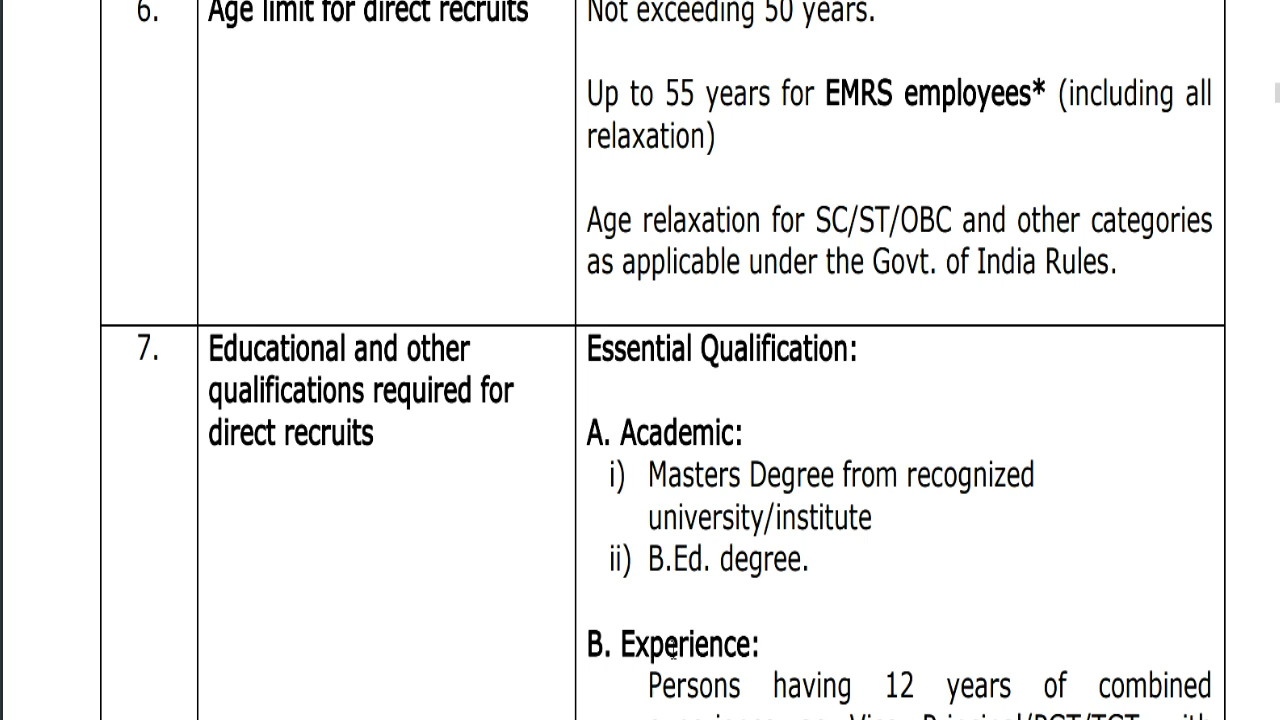 6.
Age limit for direct recruits
Not exceeding 50 years.
Up to 55 years for EMRS employees* (including all
relaxation)
Age relaxation for SC/ST/OBC and other categories
as applicable under the Govt. of India Rules.
7.
Educational and other
qualifications required for
direct recruits
Essential Qualification:
A. Academic:
i) Masters Degree from recognized
university/institute
ii) B.Ed. degree.
B. Experience:
Persons having 12 years of combined